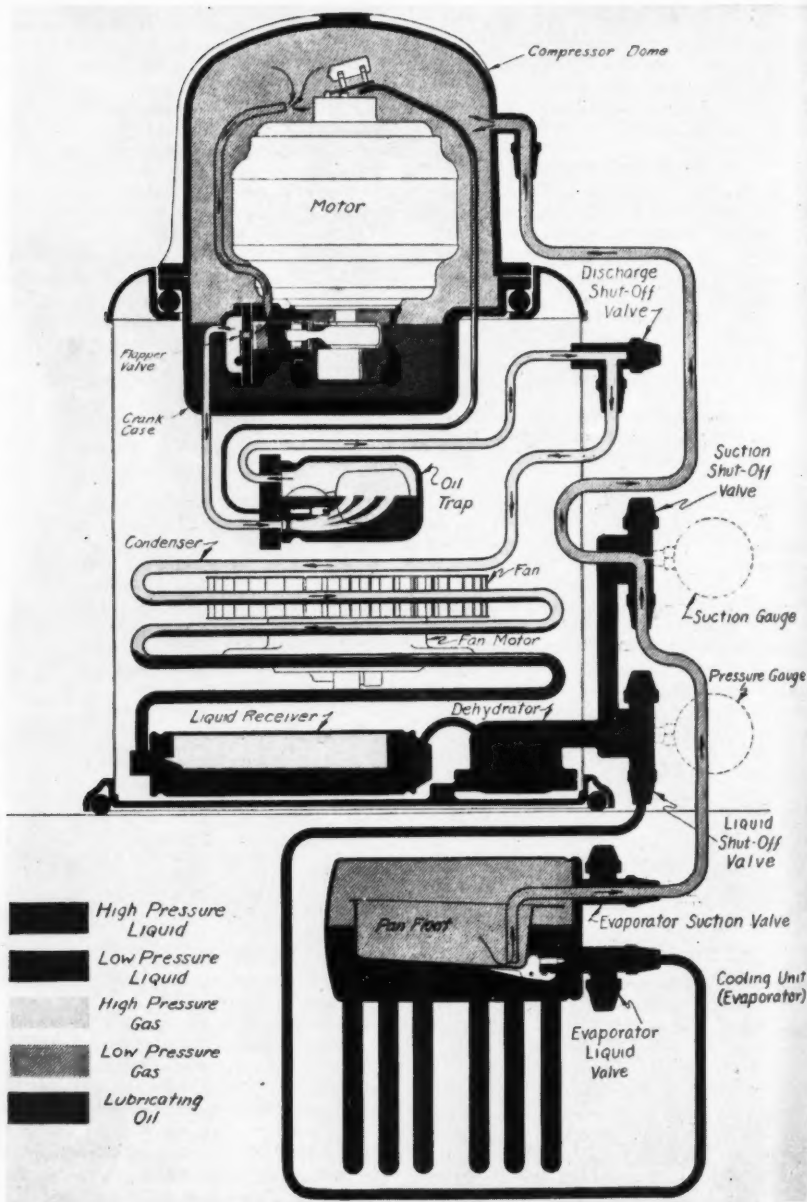 Compressor Dome
Motor
Discharge
Shut-Off
Valve
Flapper
Valve
Crank
Case
Oil
Trap
Suction
Shut-Off
Valve
Condenser
Fan
Suction Gauge
Fan Motor
Pressure Gauge
Liquid Receiver
Dehydrator
Liquid
Shut-Off
Valve
Pan Float
Evaporator Suction Valve
Cooling Unit
(Evaporator)
Evaporator
Liquid
Valve
High Pressure
Liquid
Low Pressure
Liquid
High Pressure
Gas
Low Pressure
Gas
Lubricating
Oil